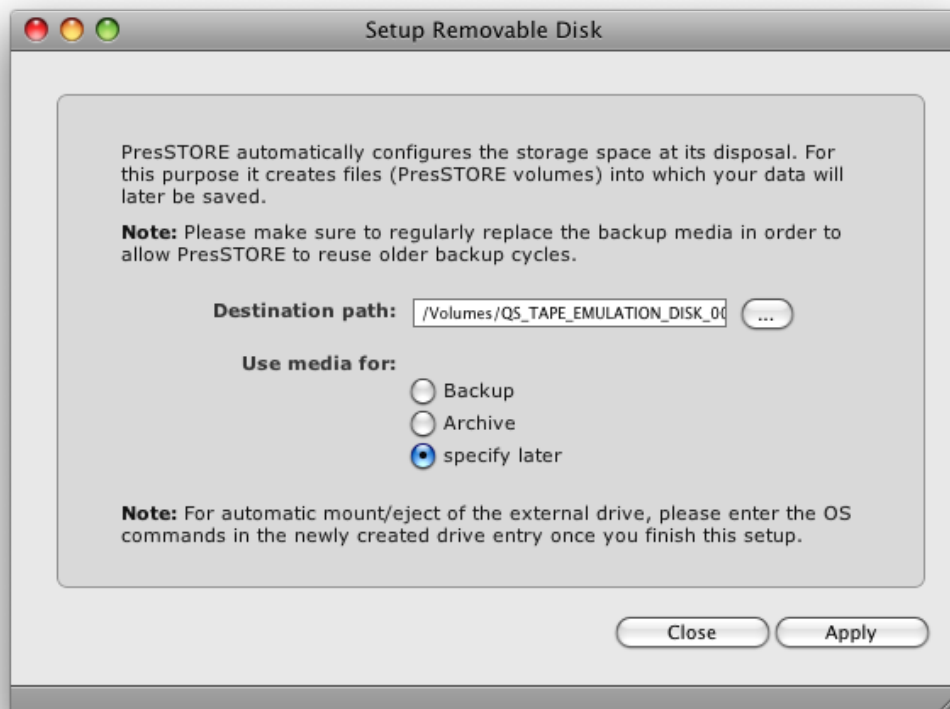 Setup Removable Disk
PresSTORE automatically configures the storage space at its disposal. For
this purpose it creates files (PresSTORE volumes) into which your data will
later be saved.
Note: Please make sure to regularly replace the backup media in order to
allow PresSTORE to reuse older backup cycles.
Destination path: /Volumes/QS_TAPE_EMULATION_DISK_00 ...
Use media for:
Backup
Archive
specify later
Note: For automatic mount/eject of the external drive, please enter the OS
commands in the newly created drive entry once you finish this setup.
Close Apply